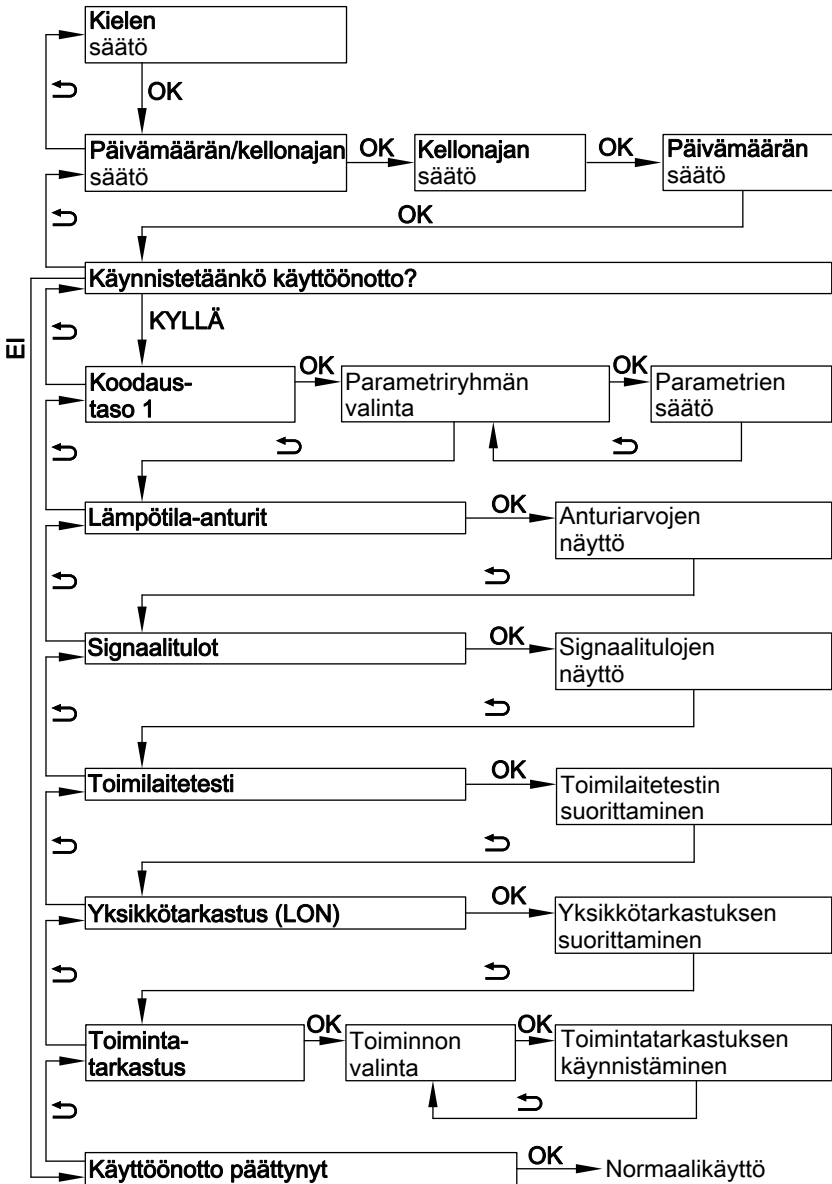 Kielen
säätö
OK
Päivämäärän/kellonajan
säätö
OK
Kellonajan
säätö
OK
Päivämäärän
säätö
OK
Käynnistetäänkö käyttöönotto?
EI
KYLLÄ
Koodaus-
taso 1
OK
Parametriryhmän
valinta
OK
Parametrien
säätö
Lämpötila-anturit
OK
Anturiarvojen
näyttö
Signaalitulot
OK
Signaalitulojen
näyttö
Toimilaitetesti
OK
Toimilaitetestin
suorittaminen
Yksikkötarkastus (LON)
OK
Yksikkötarkastuksen
suorittaminen
Toiminta-
tarkastus
OK
Toiminnon
valinta
OK
Toimintatarkastuksen
käynnistäminen
Käyttöönotto päättynyt
OK
Normaalikäyttö